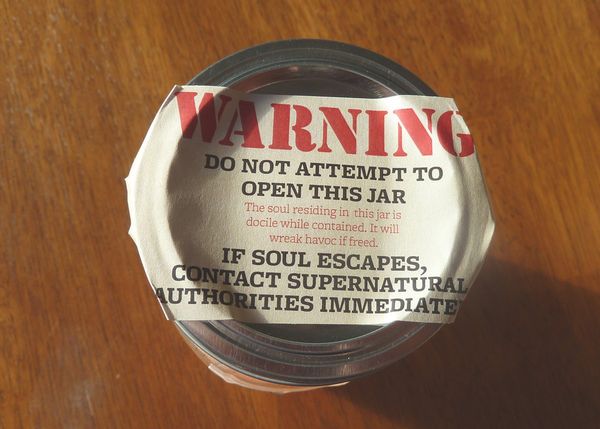 WARNING
DO NOT ATTEMPT TO
OPEN THIS JAR
The soul residing in this jar is
docile while contained. It will
wreak havoc if freed.
IF SOUL ESCAPES,
CONTACT SUPERNATURAL
AUTHORITIES IMMEDIATE